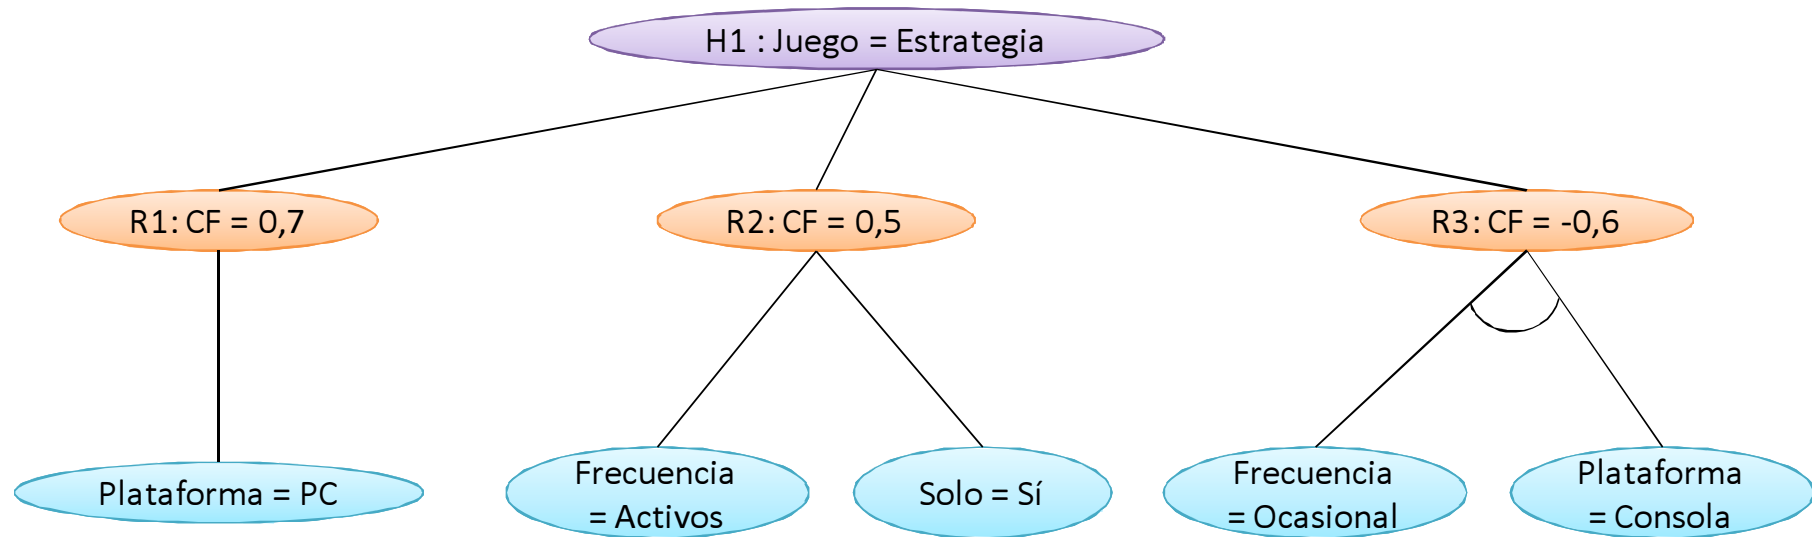 H1 : Juego = Estrategia
R1: CF = 0,7
R2: CF = 0,5
R3: CF = -0,6
Plataforma = PC
Frecuencia
= Activos
Solo = Sí
Frecuencia
= Ocasional
Plataforma
= Consola